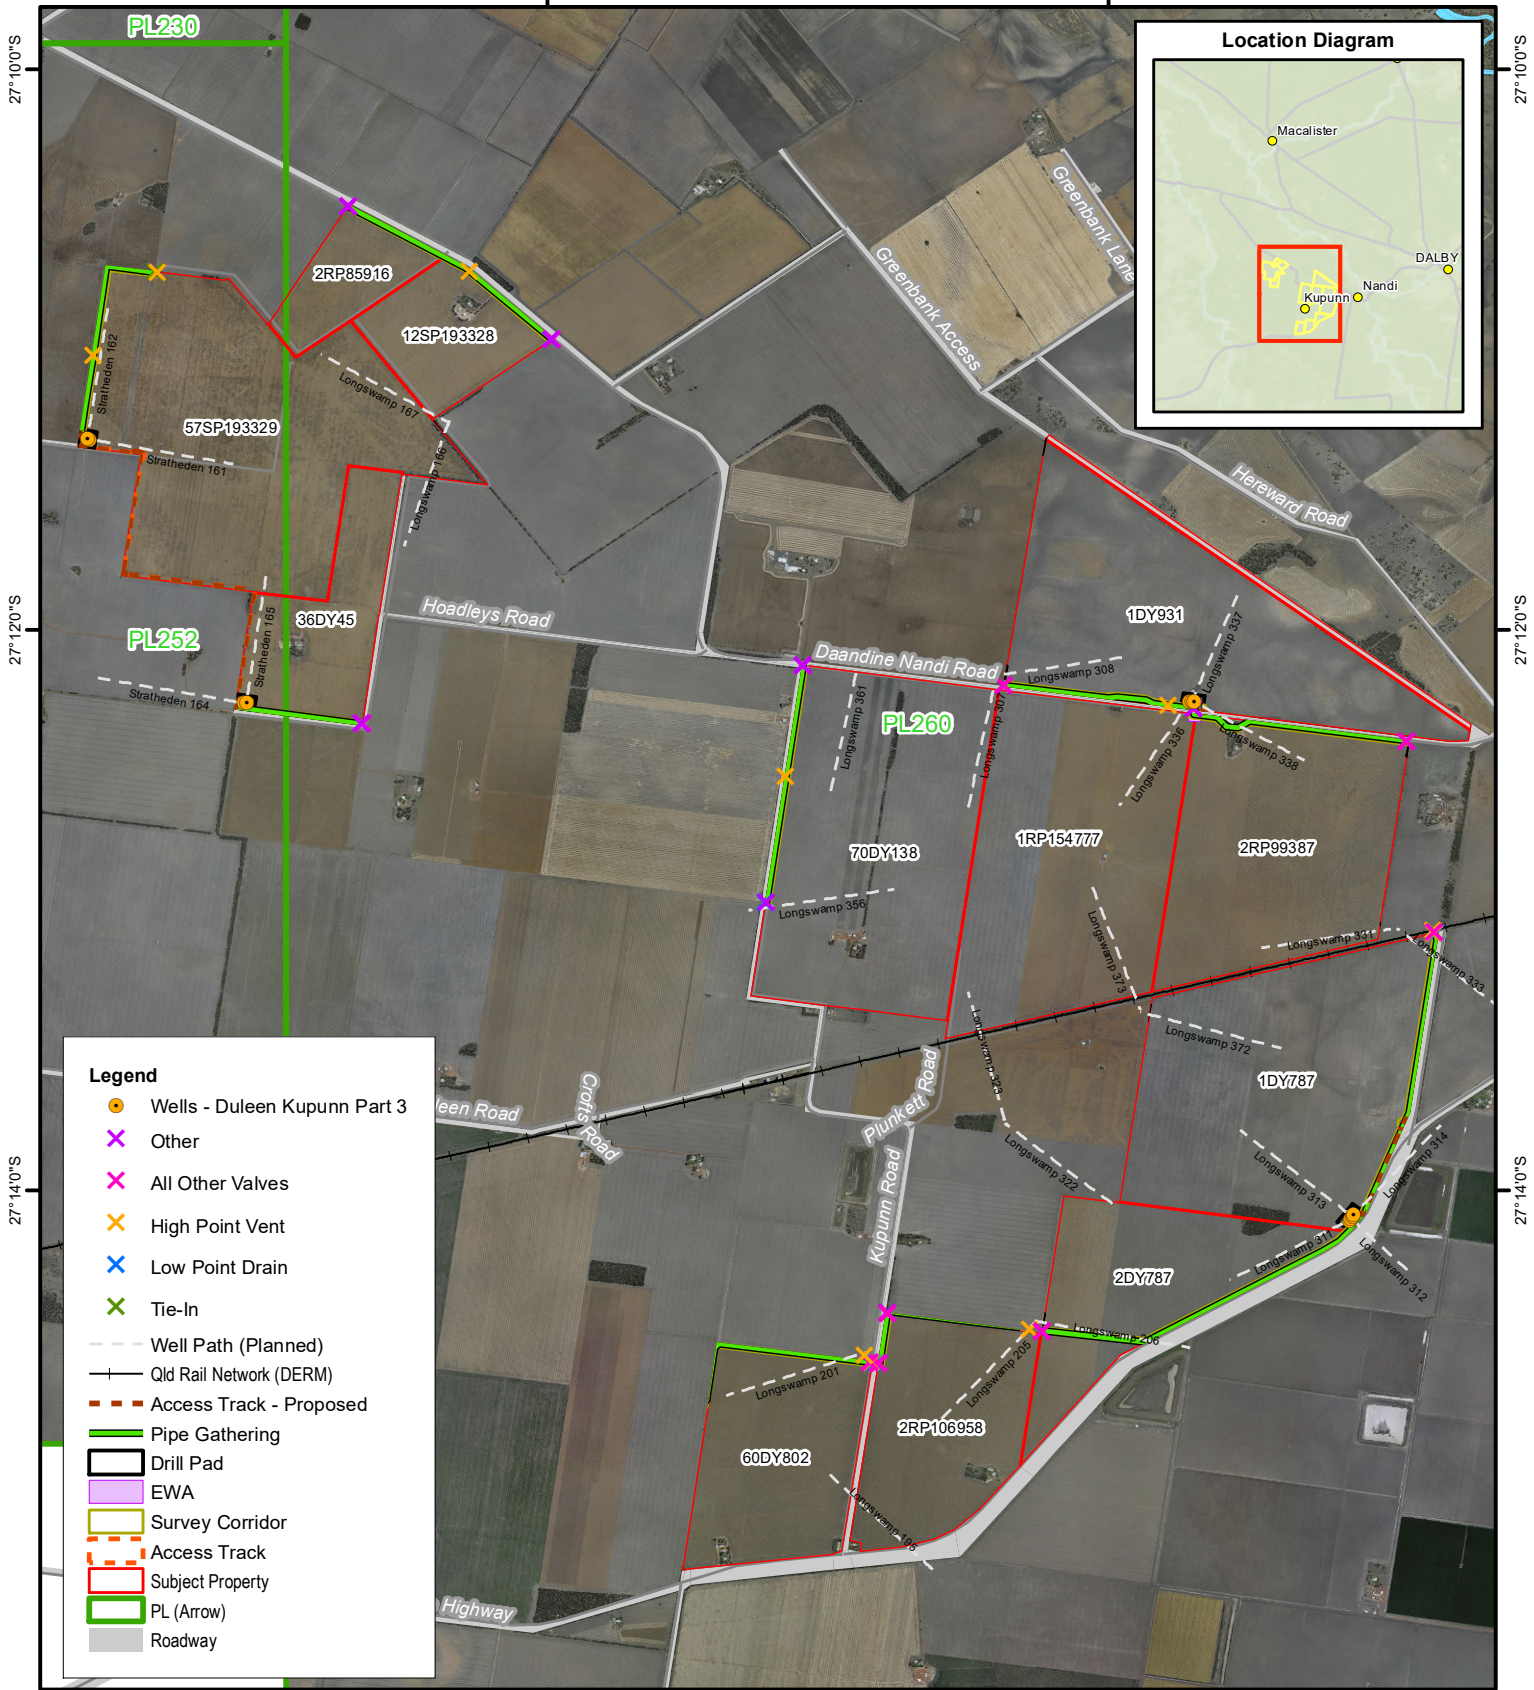 PL230
27°10'0"S
27°10'0"S
Location Diagram
Macalister
DALBY
Nandi
Kupunn
Greenbank Lane
Greenbank Access
2RP85916
12SP193328
Stratheden 162
Longswamp 167
57SP193329
Stratheden 161
Longswamp 166
Hereward Road
27°12'0"S
27°12'0"S
PL252
36DY45
Hoadleys Road
1DY931
Longswamp 337
Stratheden 165
Stratheden 164
Daandine Nandi Road
Longswamp 308
Longswamp 361
PL260
Longswamp 307
Longswamp 336
Longswamp 338
70DY138
1RP154777
2RP99387
Longswamp 356
Longswamp 373
Longswamp 331
Longswamp 333
Longswamp 323
Longswamp 372
1DY787
leen Road
Crofts Road
Plunkett Road
Kupunn Road
Longswamp 322
Longswamp 313
Longswamp 314
27°14'0"S
27°14'0"S
Longswamp 311
Longswamp 312
2DY787
Longswamp 206
Longswamp 205
Longswamp 201
2RP106958
60DY802
Longswamp 195
Highway
Legend
Wells - Duleen Kupunn Part 3
Other
All Other Valves
High Point Vent
Low Point Drain
Tie-In
Well Path (Planned)
Qld Rail Network (DERM)
Access Track - Proposed
Pipe Gathering
Drill Pad
EWA
Survey Corridor
Access Track
Subject Property
PL (Arrow)
Roadway